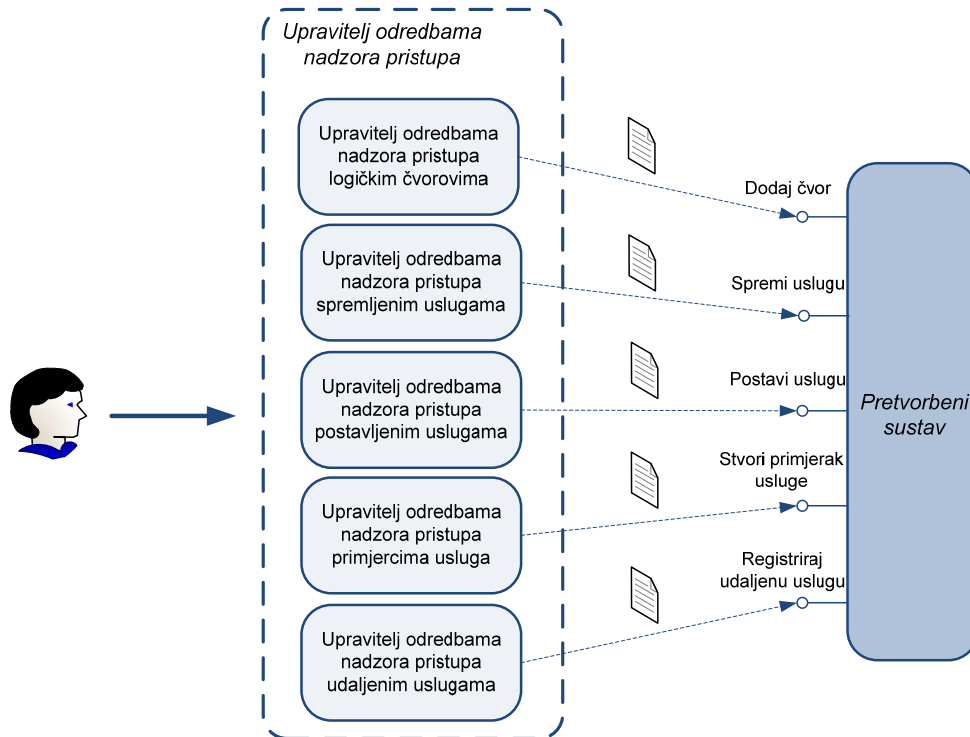 Upravitelj odredbama
nadzora pristupa
Upravitelj odredbama
nadzora pristupa
logičkim čvorovima
Upravitelj odredbama
nadzora pristupa
spremljenim uslugama
Upravitelj odredbama
nadzora pristupa
postavljenim uslugama
Upravitelj odredbama
nadzora pristupa
primjercima usluga
Upravitelj odredbama
nadzora pristupa
udaljenim uslugama
Dodaj čvor
Spremi uslugu
Postavi uslugu
Stvori primjerak
usluge
Registriraj
udaljenu uslugu
Pretvorbeni
sustav